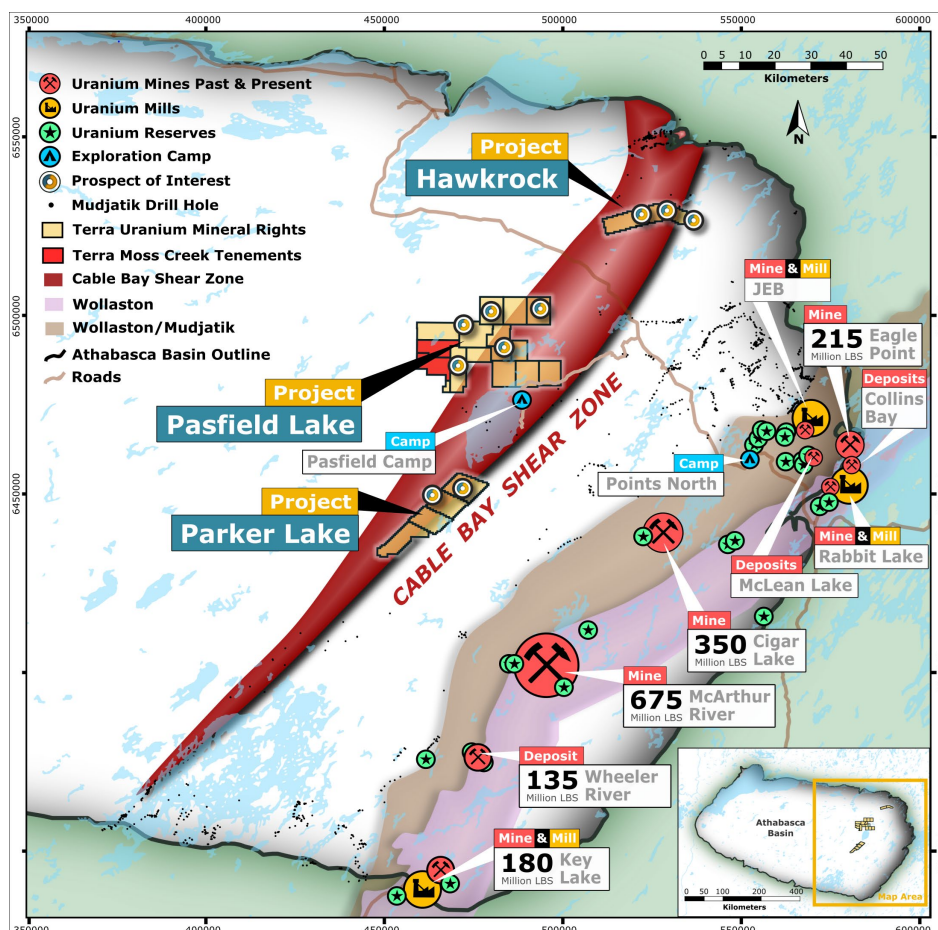 350000 400000 450000 500000 550000 600000
0 5 10 20 30 40 50
Kilometers
N
Uranium Mines Past & Present
Uranium Mills
Uranium Reserves
Exploration Camp
Prospect of Interest
Mudjatik Drill Hole
Terra Uranium Mineral Rights
Terra Moss Creek Tenements
Cable Bay Shear Zone
Wollaston
Wollaston/Mudjatik
Athabasca Basin Outline
Roads
6550000
6500000
6450000
Project
Hawkrock
Project
Pasfield Lake
Camp
Pasfield Camp
Project
Parker Lake
CABLE BAY SHEAR ZONE
Mine & Mill
JEB
Mine
215 Eagle
Million LBS Point
Deposits
Collins
Bay
Camp
Points North
Mine & Mill
Rabbit Lake
Deposits
McLean Lake
Mine
350 Cigar
Million LBS Lake
Mine
675 McArthur
Million LBS River
Deposit
135 Wheeler
Million LBS River
Mine & Mill
180 Key
Million LBS Lake
Athabasca
Basin
0 50 100 200 400
Kilometers
Map Area
350000 400000 450000 500000 550000 600000